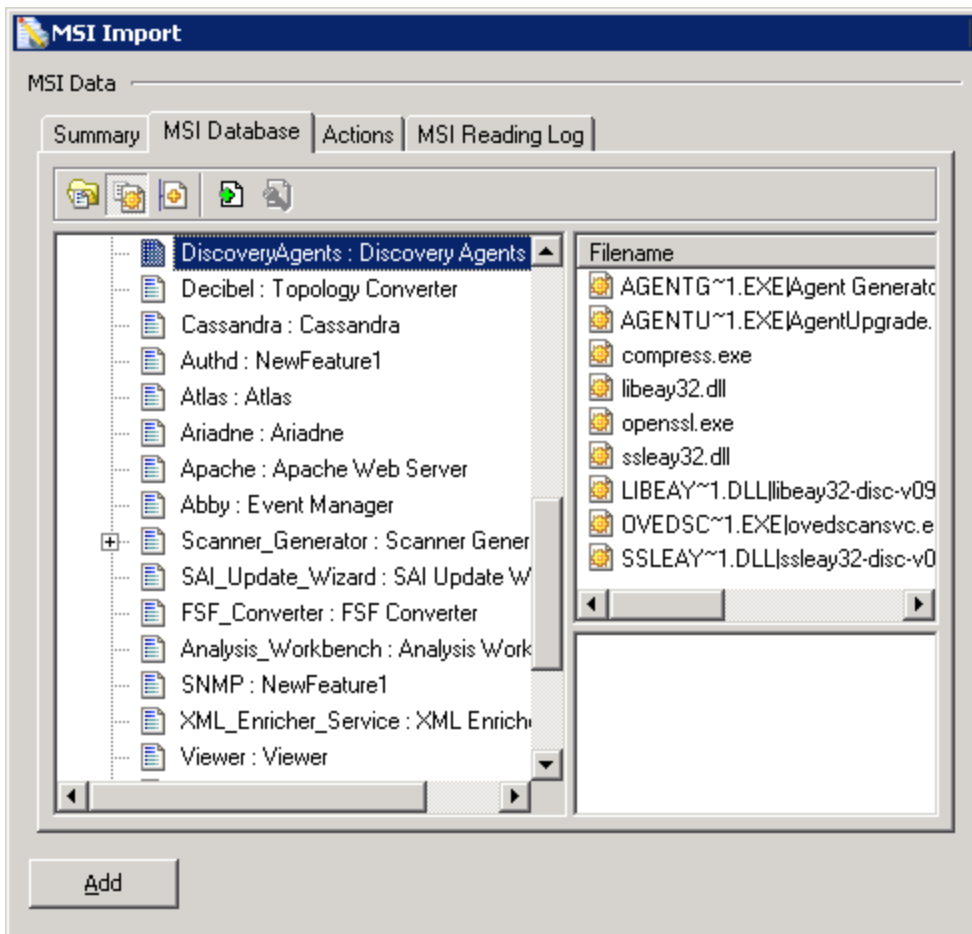 MSI Import
MSI Data
Summary MSI Database Actions MSI Reading Log
DiscoveryAgents : Discovery Agents
Decibel : Topology Converter
Cassandra : Cassandra
Authd : NewFeature1
Atlas : Atlas
Ariadne : Ariadne
Apache : Apache Web Server
Abby : Event Manager
Scanner_Generator : Scanner Gener
SAI_Update_Wizard : SAI Update W
FSF_Converter : FSF Converter
Analysis_Workbench : Analysis Work
SNMP : NewFeature1
XML_Enricher_Service : XML Enriche
Viewer : Viewer
Filename
AGENTG~1.EXE|Agent Generato
AGENTU~1.EXE|AgentUpgrade.
compress.exe
libeay32.dll
openssl.exe
ssleay32.dll
LIBEAY~1.DLL|libeay32-disc-v09
OVEDSC~1.EXE|ovedscansvc.e
SSLEAY~1.DLL|ssleay32-disc-v0
Add